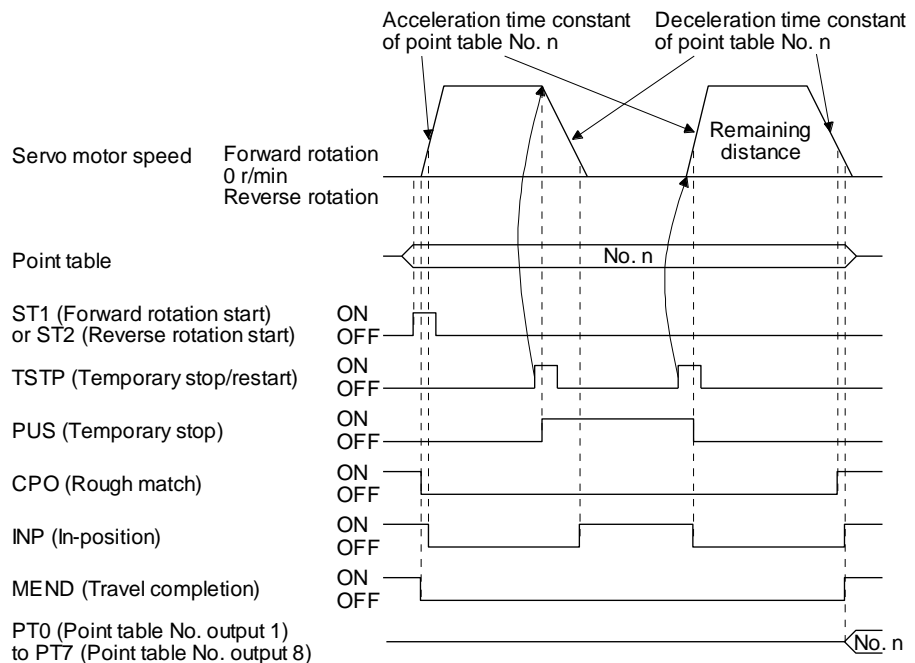 Acceleration time constant
of point table No. n
Deceleration time constant
of point table No. n
Servo motor speed
Forward rotation
0 r/min
Reverse rotation
Remaining
distance
Point table
No. n
ST1 (Forward rotation start)
or ST2 (Reverse rotation start)
ON
OFF
TSTP (Temporary stop/restart)
ON
OFF
PUS (Temporary stop)
ON
OFF
CPO (Rough match)
ON
OFF
INP (In-position)
ON
OFF
MEND (Travel completion)
ON
OFF
PT0 (Point table No. output 1)
to PT7 (Point table No. output 8)
No. n